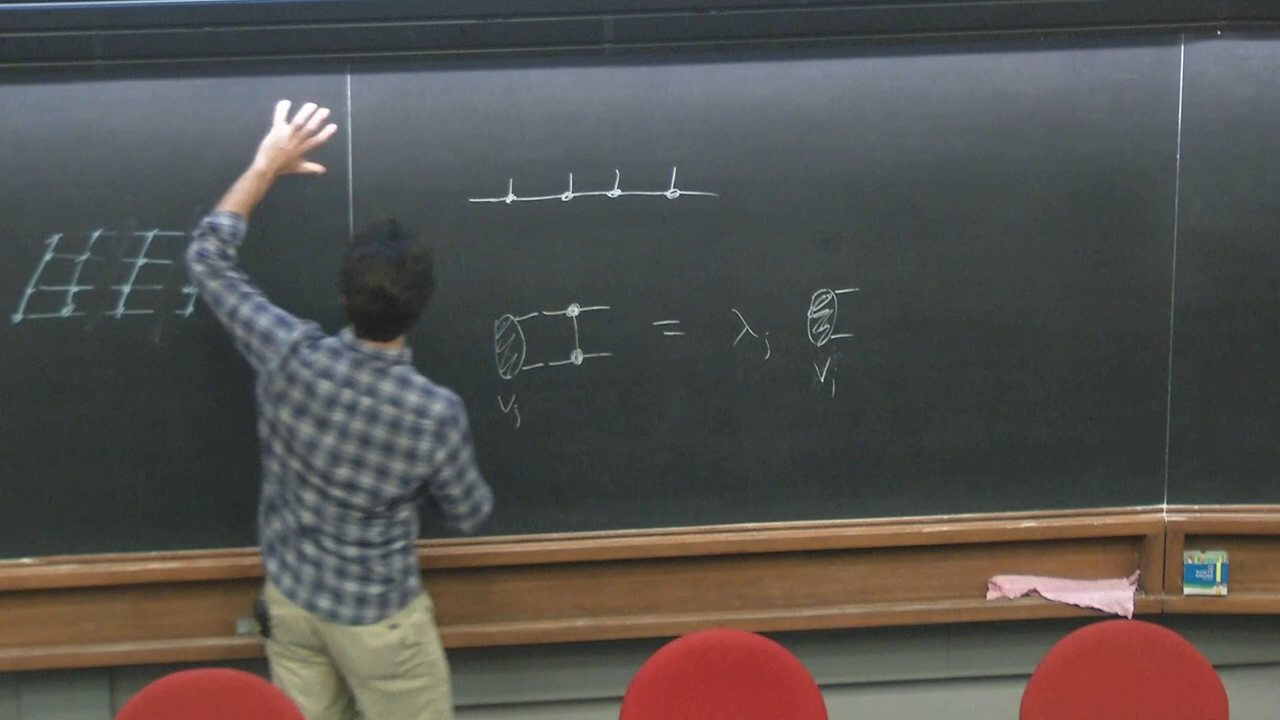 = λj
vj vj